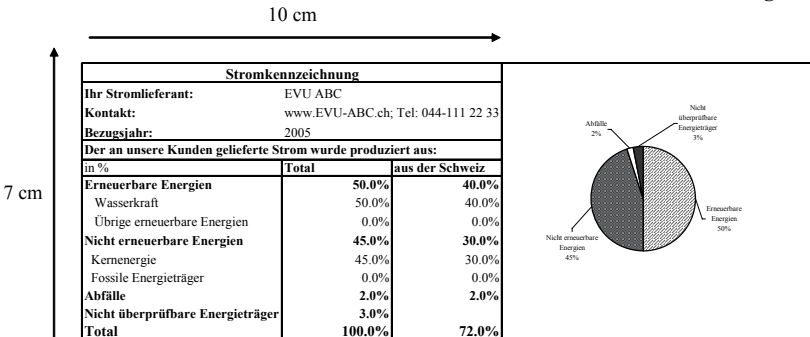 10 cm
7 cm
Stromkennzeichnung
Ihr Stromlieferant: EVU ABC
Kontakt: www.EVU-ABC.ch; Tel: 044-111 22 33
Bezugsjahr: 2005
Der an unsere Kunden gelieferte Strom wurde produziert aus:
in % Total aus der Schweiz
Erneuerbare Energien 50.0% 40.0%
Wasserkraft 50.0% 40.0%
Übrige erneuerbare Energien 0.0% 0.0%
Nicht erneuerbare Energien 45.0% 30.0%
Kernenergie 45.0% 30.0%
Fossile Energieträger 0.0% 0.0%
Abfälle 2.0% 2.0%
Nicht überprüfbare Energieträger 3.0%
Total 100.0% 72.0%
Abfälle
2%
Nicht
überprüfbare
Energieträger
3%
Erneuerbare
Energien
50%
Nicht erneuerbare
Energien
45%